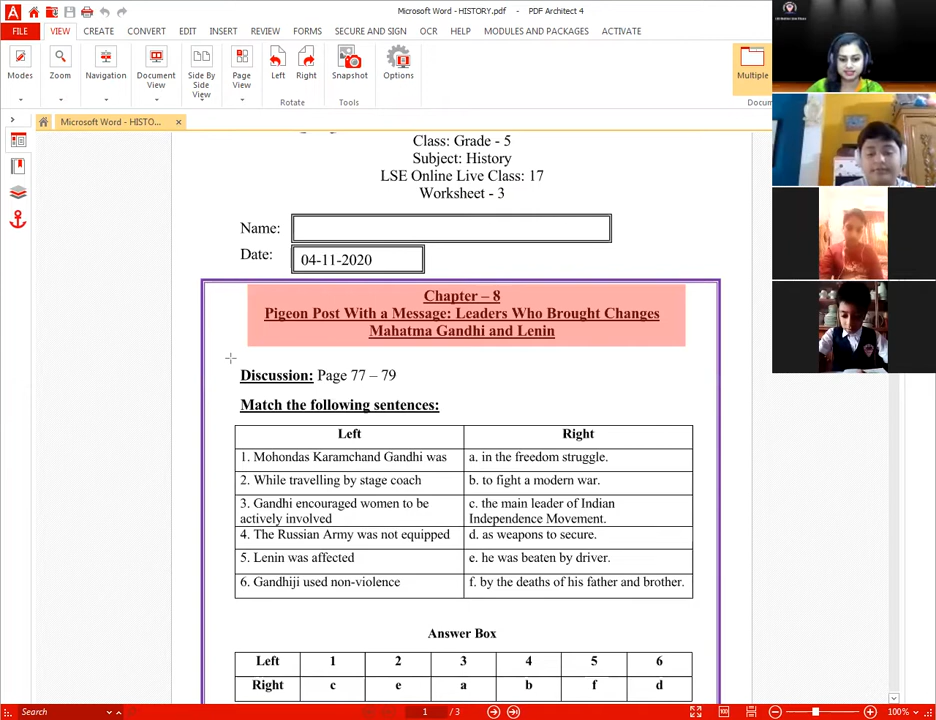 Microsoft Word - HISTORY.pdf - PDF Architect 4
FILE VIEW CREATE CONVERT EDIT INSERT REVIEW FORMS SECURE AND SIGN OCR HELP MODULES AND PACKAGES ACTIVATE
Modes Zoom Navigation Document View Side By Side View Page View Left Right Snapshot Options Multiple
Rotate Tools Docum
Microsoft Word - HISTO... ×
Class: Grade - 5
Subject: History
LSE Online Live Class: 17
Worksheet - 3
Name:
Date: 04-11-2020
Chapter – 8
Pigeon Post With a Message: Leaders Who Brought Changes
Mahatma Gandhi and Lenin
Discussion: Page 77 – 79
Match the following sentences:
Left Right
1. Mohondas Karamchand Gandhi was a. in the freedom struggle.
2. While travelling by stage coach b. to fight a modern war.
3. Gandhi encouraged women to be actively involved c. the main leader of Indian Independence Movement.
4. The Russian Army was not equipped d. as weapons to secure.
5. Lenin was affected e. he was beaten by driver.
6. Gandhiji used non-violence f. by the deaths of his father and brother.
Answer Box
Left 1 2 3 4 5 6
Right c e a b f d
Search 1 / 3 100%